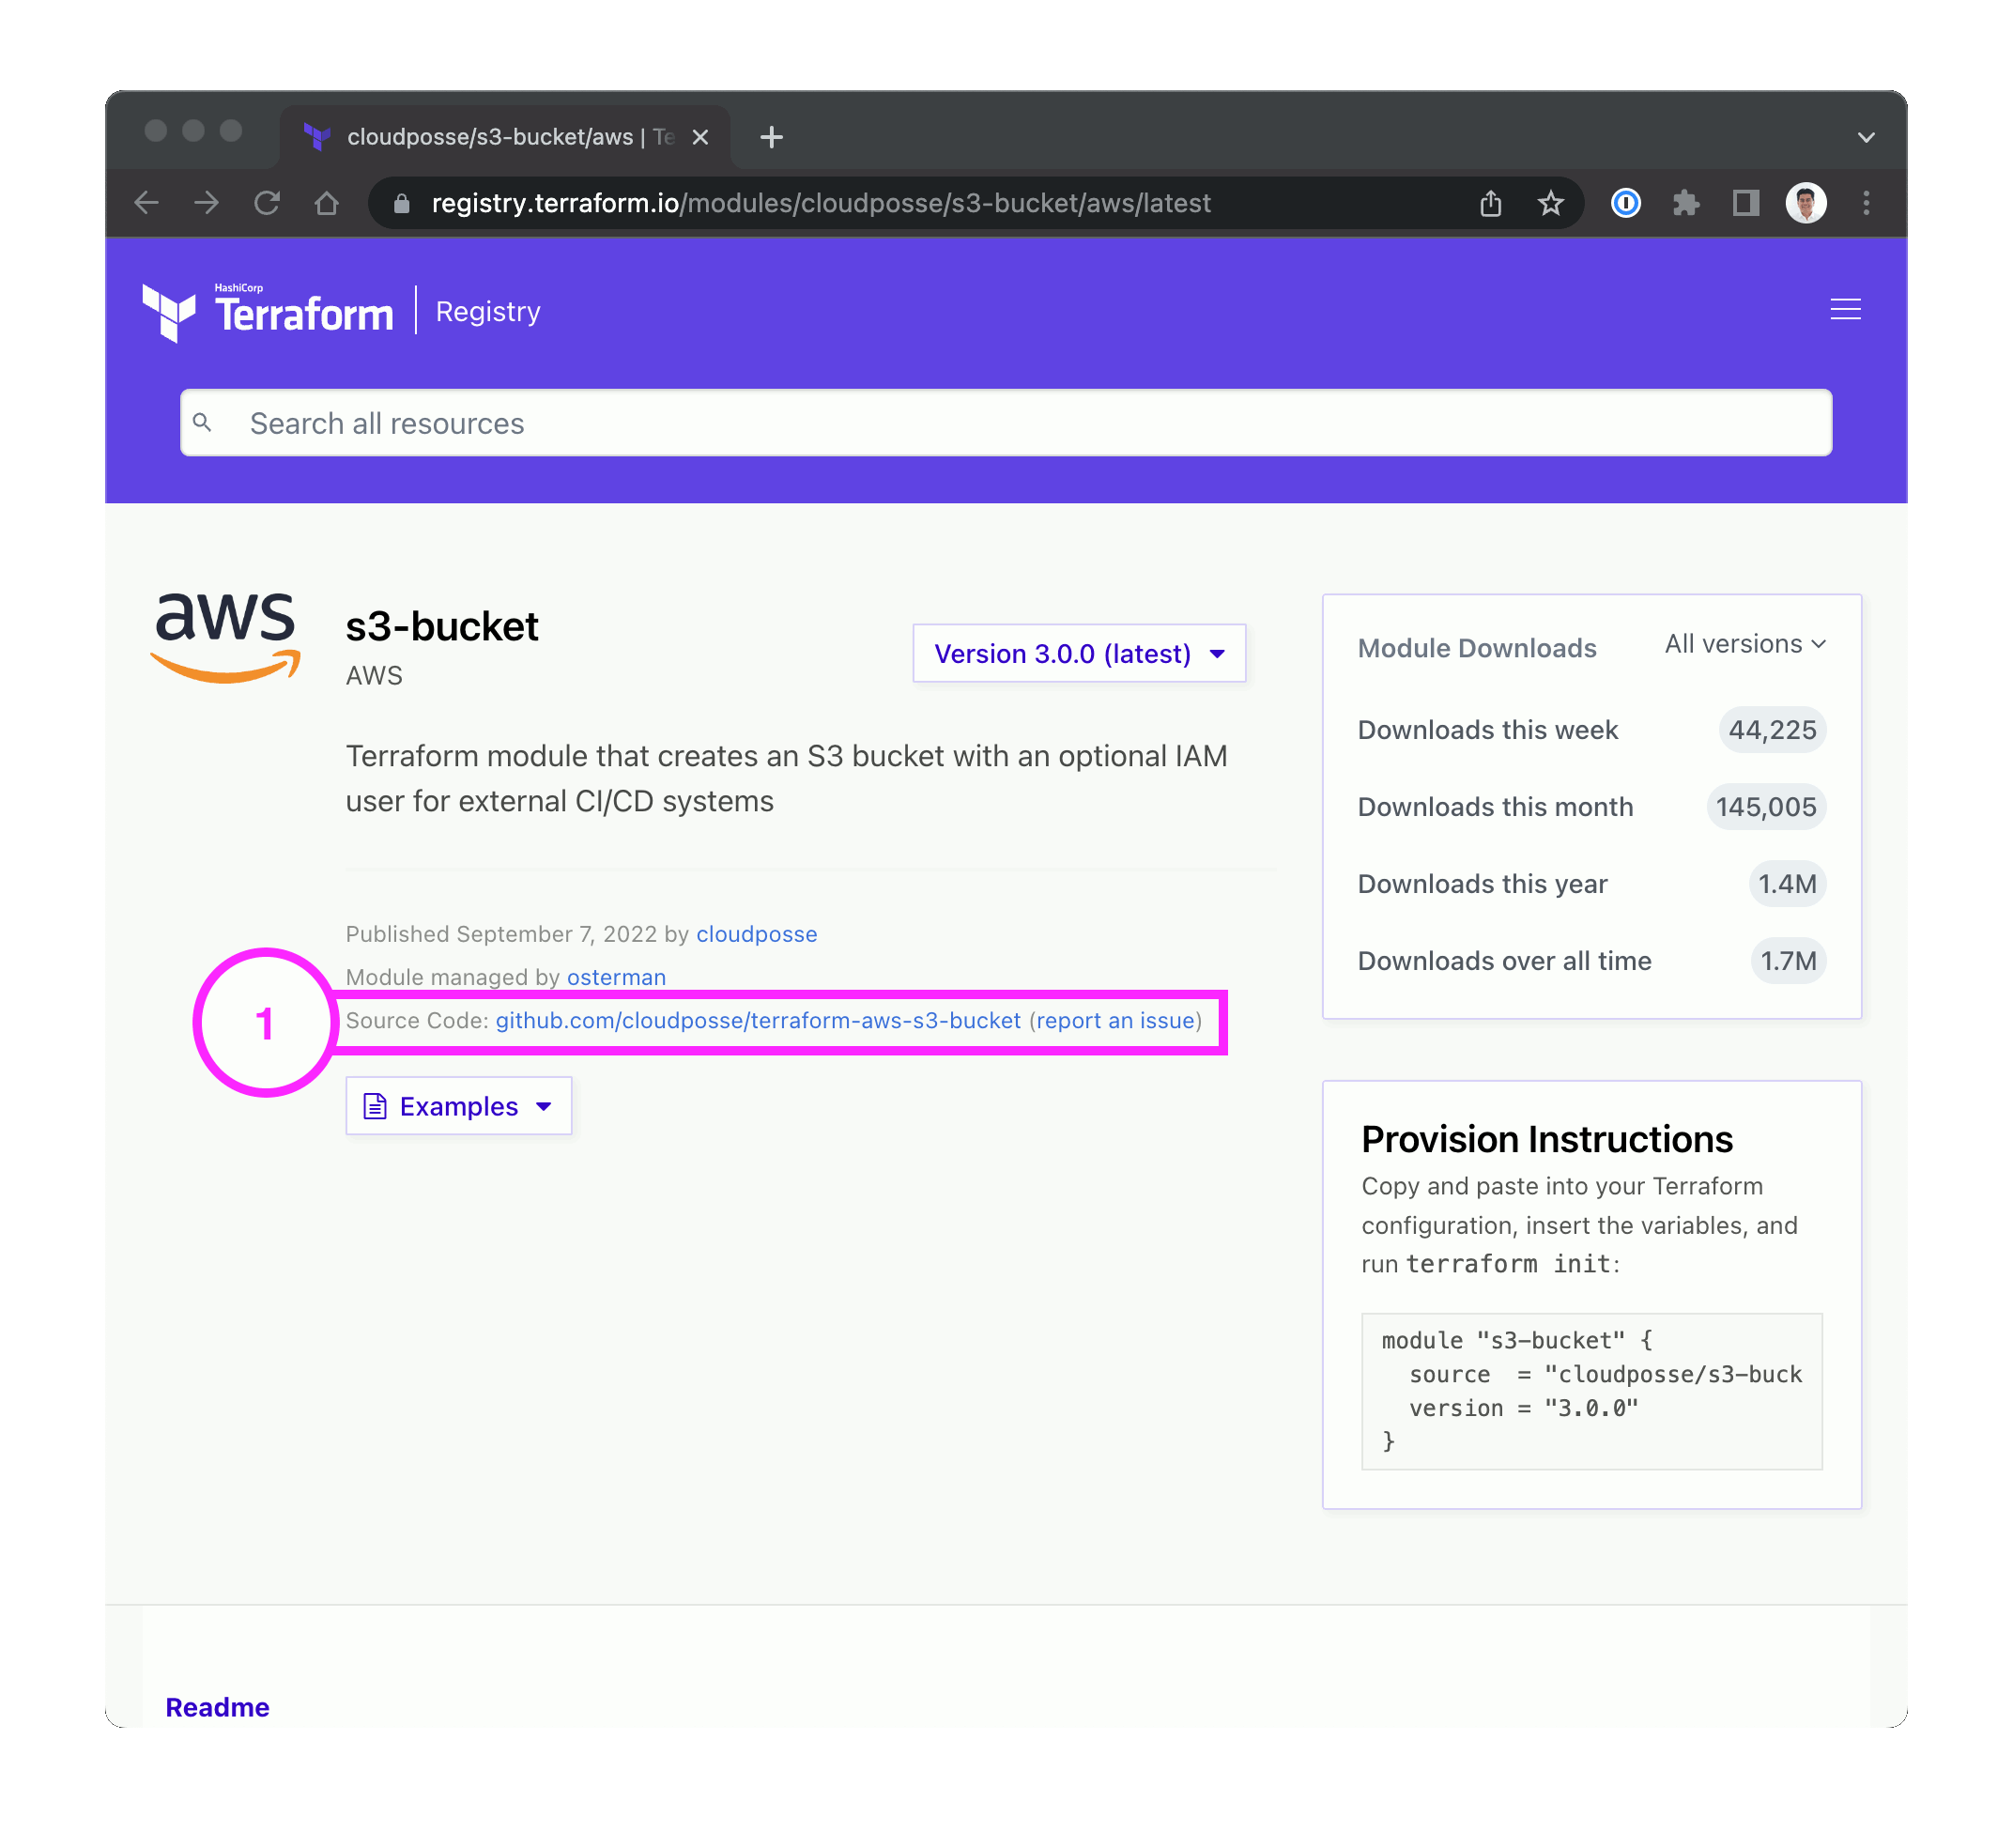 cloudposse/s3-bucket/aws | Te
registry.terraform.io/modules/cloudposse/s3-bucket/aws/latest
HashiCorp
Terraform
Registry
Search all resources
aws
s3-bucket
AWS
Version 3.0.0 (latest)
Terraform module that creates an S3 bucket with an optional IAM
user for external CI/CD systems
Published September 7, 2022 by cloudposse
Module managed by osterman
1
Source Code: github.com/cloudposse/terraform-aws-s3-bucket (report an issue)
Examples
Module Downloads
All versions
Downloads this week 44,225
Downloads this month 145,005
Downloads this year 1.4M
Downloads over all time 1.7M
Provision Instructions
Copy and paste into your Terraform
configuration, insert the variables, and
run terraform init:
module "s3-bucket" {
source = "cloudposse/s3-buck
version = "3.0.0"
}
Readme